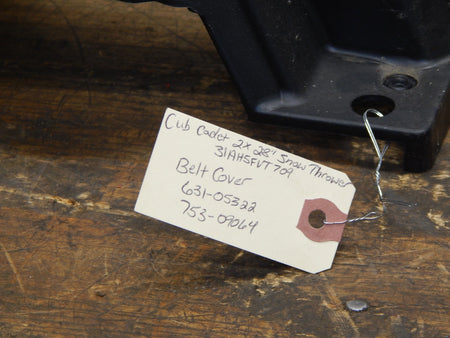 Cub Cadet 2x 28" Snow Thrower
31AH5FVT709
Belt Cover
631-05322
753-09064